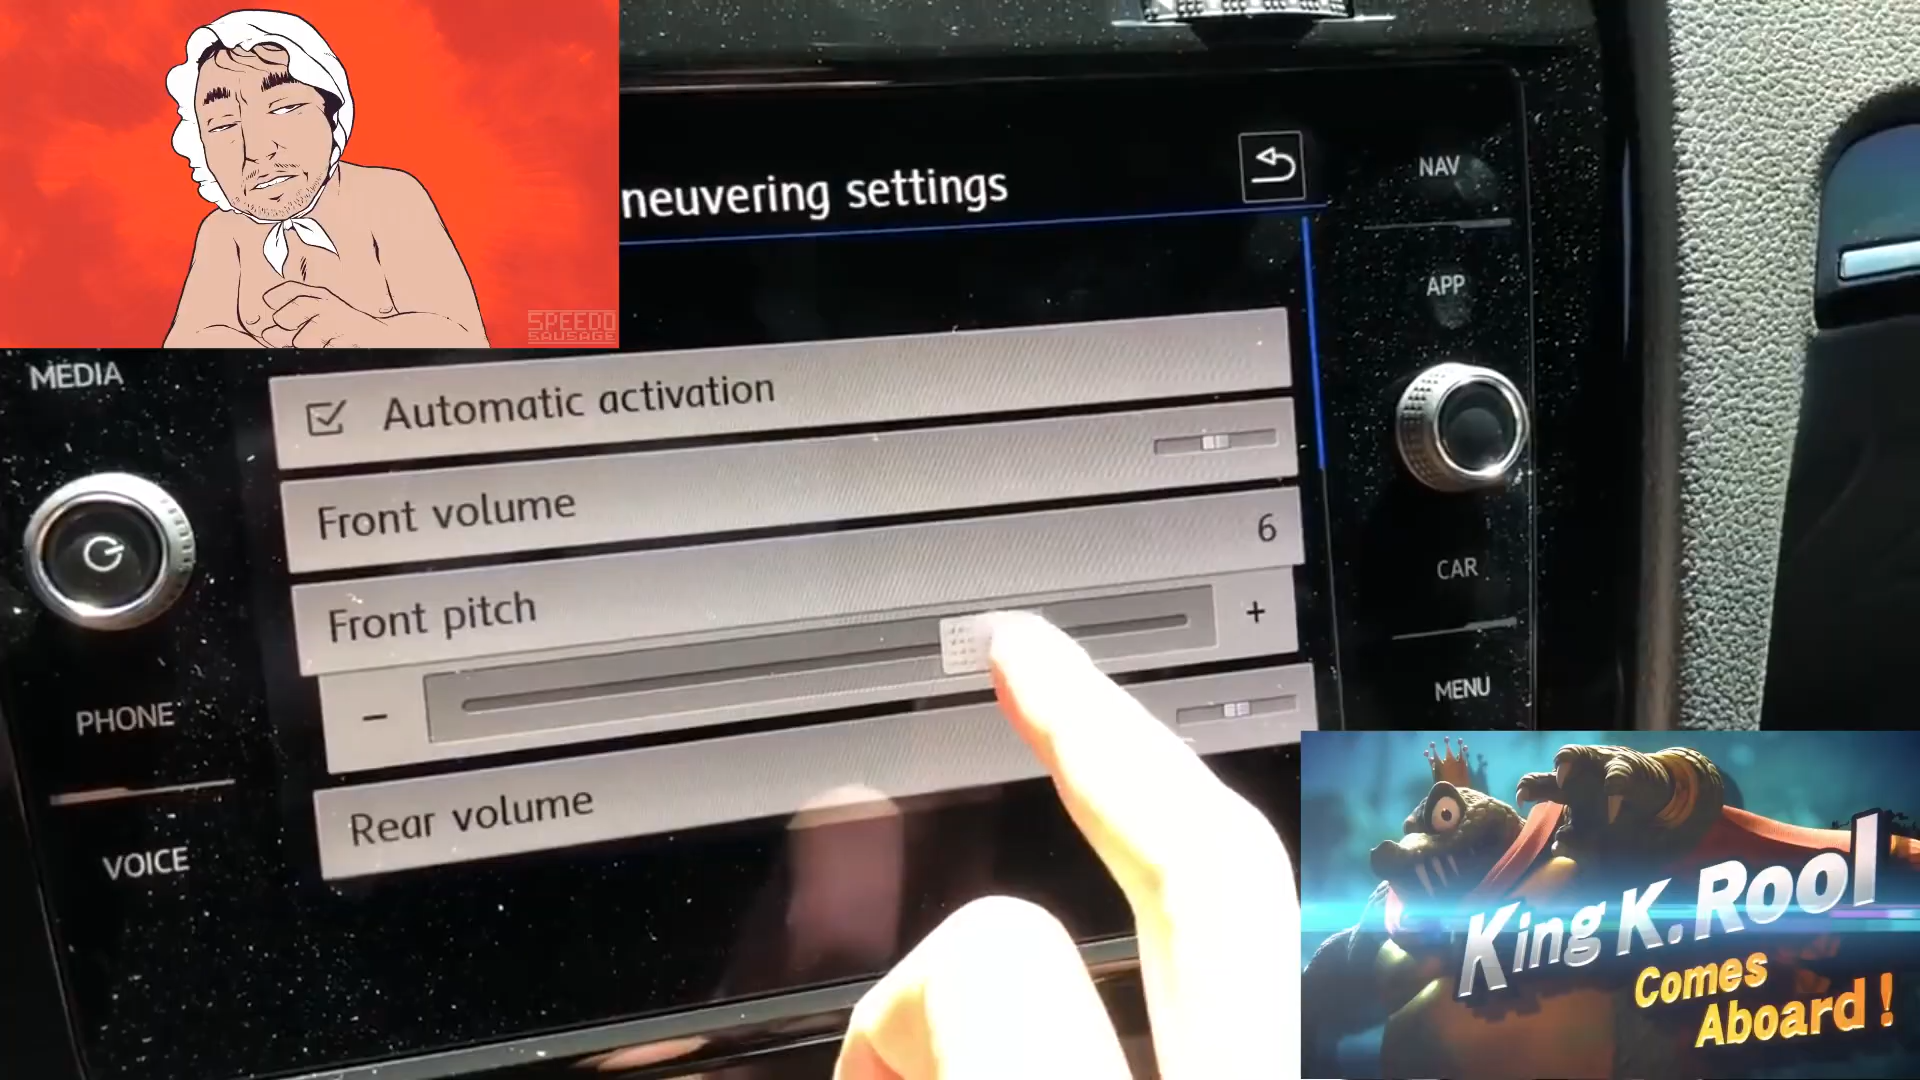 SPEEDO
SAUSAGE
neuvering settings
NAV
APP
MEDIA
Automatic activation
Front volume
6
Front pitch
+
CAR
−
PHONE
MENU
Rear volume
VOICE
King K. Rool
Comes
Aboard!